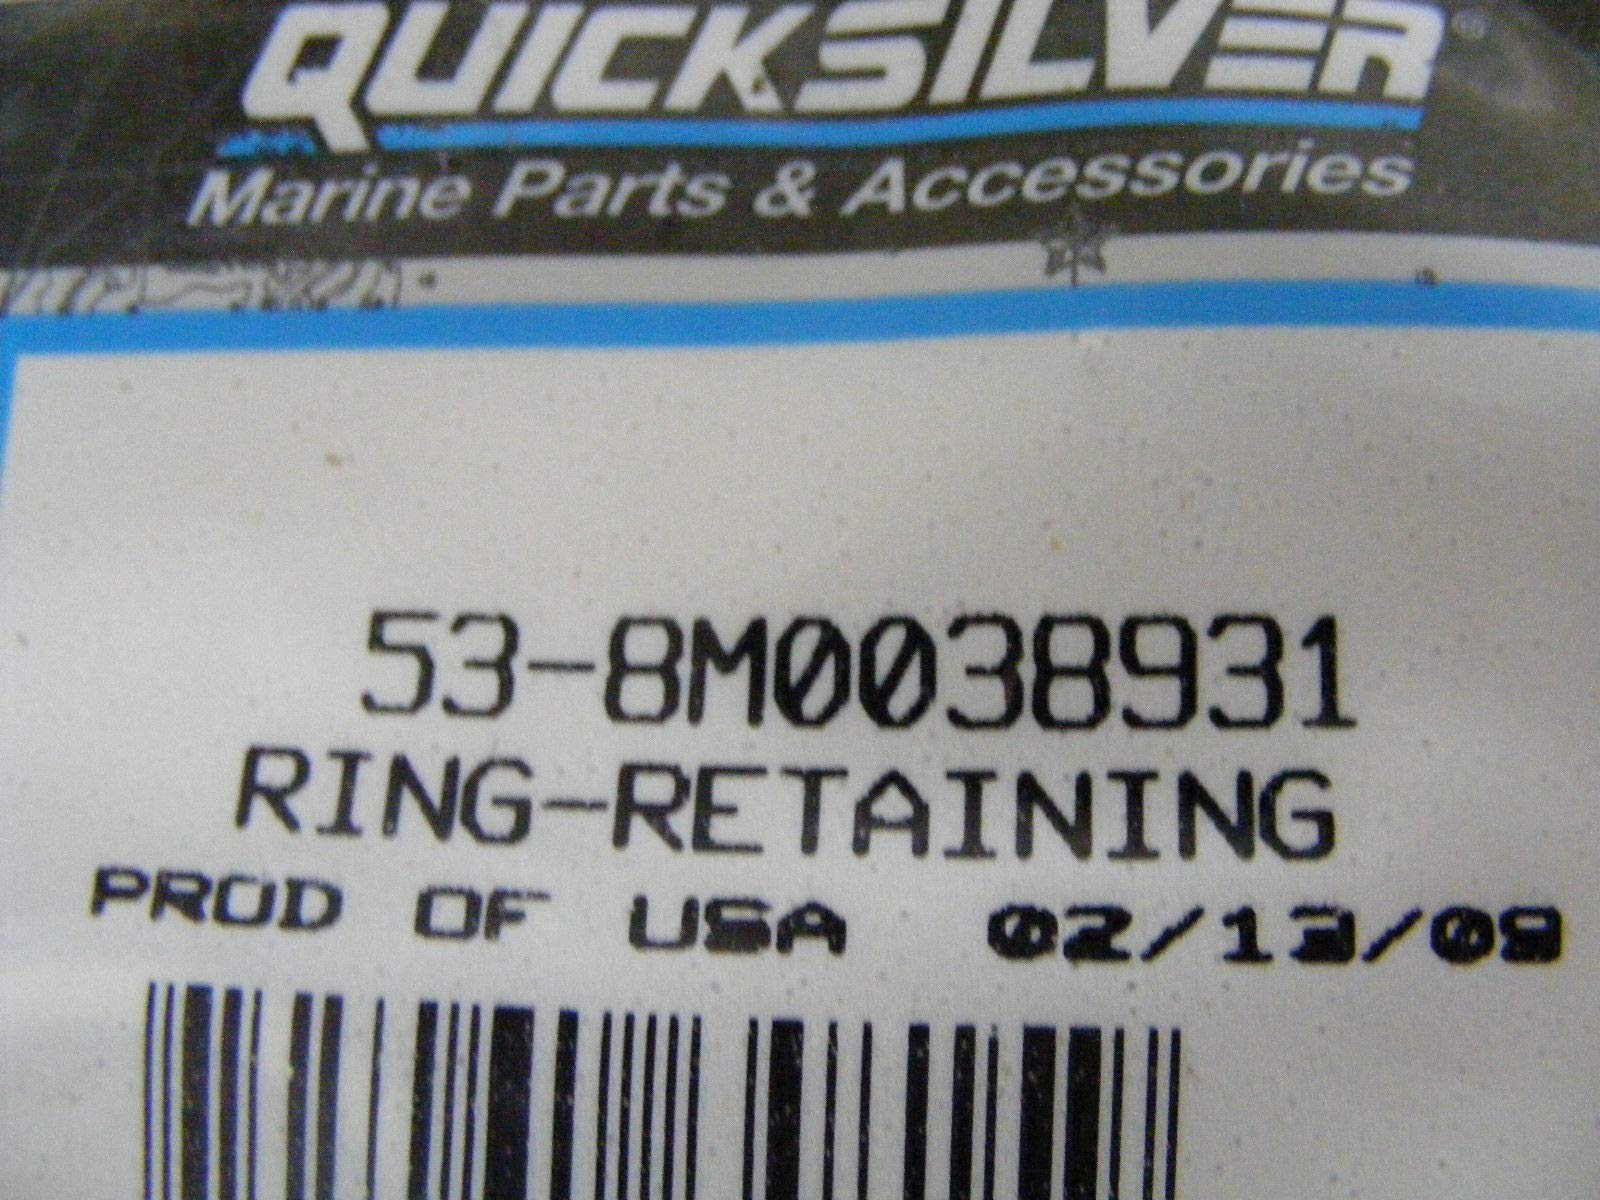 QUICKSILVER®
Marine Parts & Accessories
53-8M0038931
RING-RETAINING
PROD OF USA 02/13/09